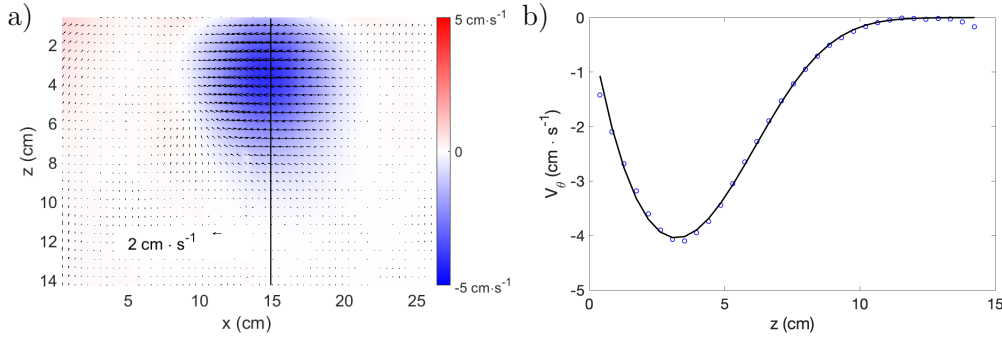 a)
5 cm·s⁻¹
0
-5 cm·s⁻¹
2
4
6
8
10
12
14
z (cm)
2 cm · s⁻¹
5
10
15
20
25
x (cm)
b)
0
-1
-2
-3
-4
-5
V_θ (cm · s⁻¹)
0
5
10
15
z (cm)